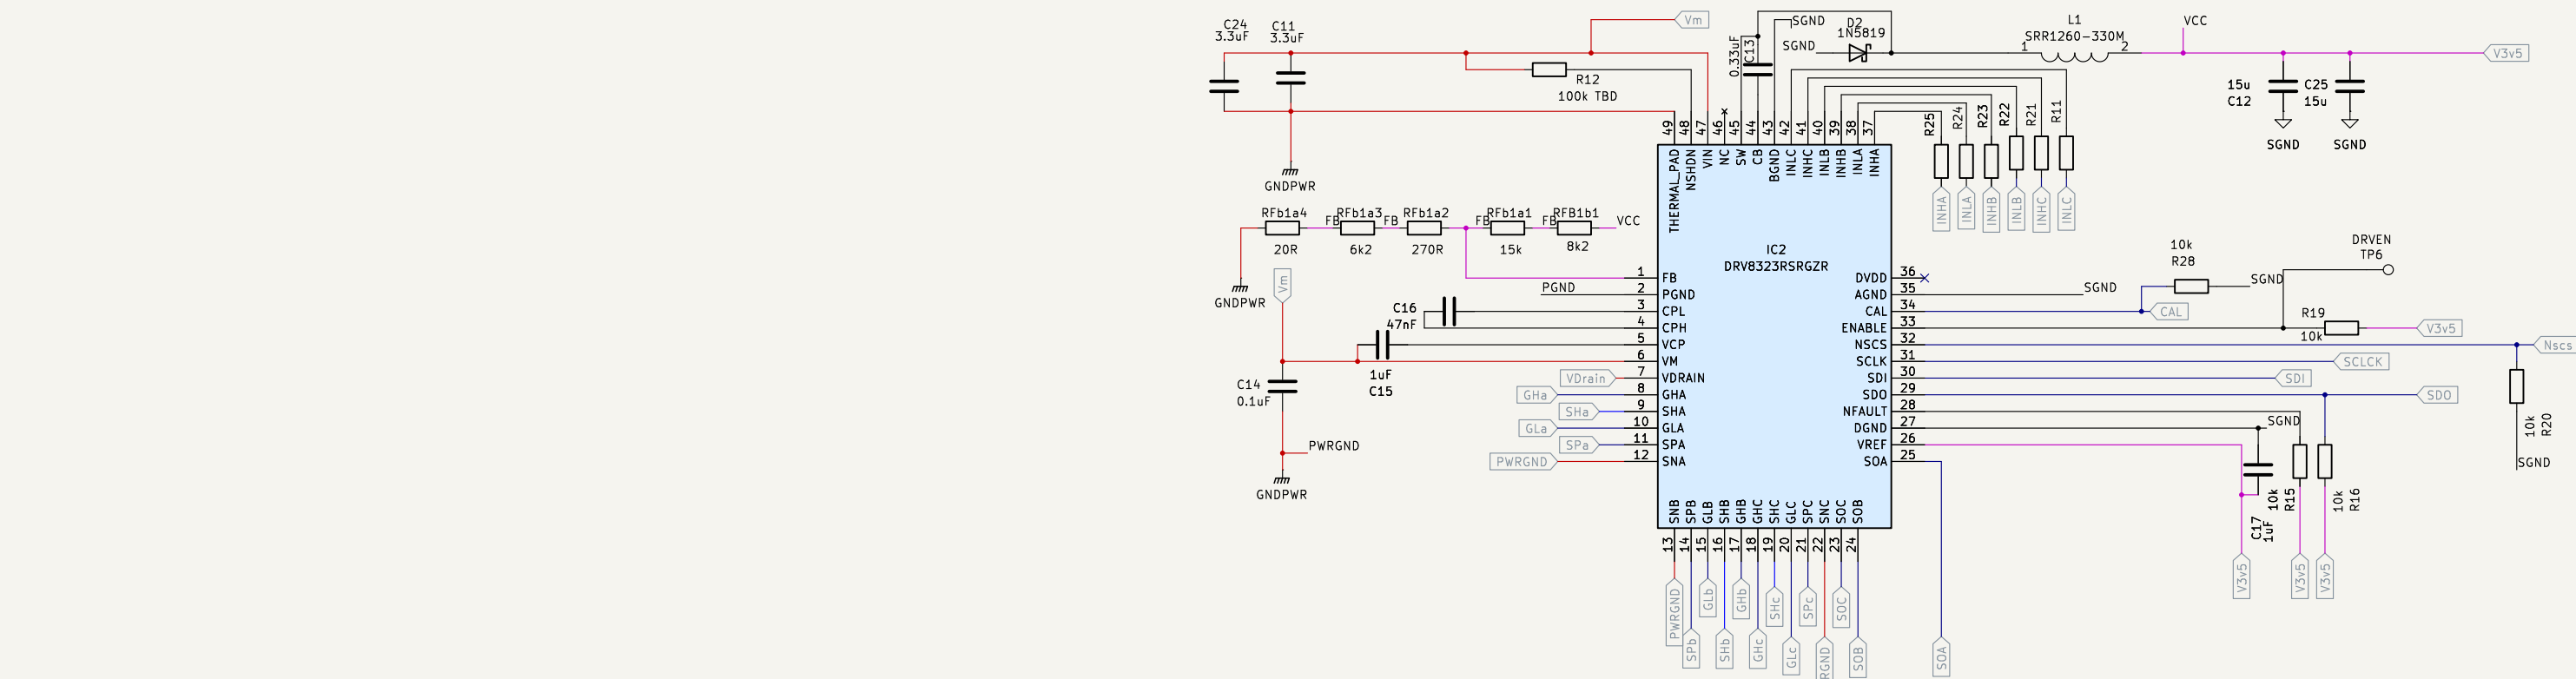 C24
3.3uF
C11
3.3uF
Vm
R12
100k TBD
GNDPWR
0.33uF
C13
SGND
D2
1N5819
SGND
L1
SRR1260-330M
1
2
VCC
V3v5
15u
C12
C25
15u
SGND
SGND
R25
R24
R23
R22
R21
R11
INHA
INLA
INHB
INLB
INHC
INLC
49
48
47
46
45
44
43
42
41
40
39
38
37
THERMAL_PAD
NSHDN
VIN
NC
SW
CB
BGND
INLC
INHC
INLB
INHB
INLA
INHA
RFb1a4
20R
FB
RFb1a3
6k2
FB
RFb1a2
270R
FB
RFb1a1
15k
FB
RFB1b1
8k2
VCC
GNDPWR
Vm
IC2
DRV8323RSRGZR
1 FB
PGND 2 PGND
C16
47nF
3 CPL
4 CPH
5 VCP
6 VM
1uF
C15
C14
0.1uF
VDrain 7 VDRAIN
GHa 8 GHA
SHa 9 SHA
GLa 10 GLA
SPa 11 SPA
PWRGND 12 SNA
PWRGND
GNDPWR
DVDD 36
AGND 35 SGND
CAL 34 CAL
ENABLE 33
NSCS 32 Nscs
SCLK 31 SCLCK
SDI 30 SDI
SDO 29 SDO
NFAULT 28
DGND 27 SGND
VREF 26
SOA 25
10k
R28
SGND
DRVEN
TP6
R19
10k
V3v5
10k
R20
SGND
C17
1uF
10k
R15
10k
R16
V3v5
V3v5
V3v5
SNB
SPB
GLB
SHB
GHB
GHC
SHC
GLC
SPC
SNC
SOC
SOB
13
14
15
16
17
18
19
20
21
22
23
24
PWRGND
SPb
GLb
SHb
GHb
GHc
SHc
GLc
SPc
RGND
SOC
SOB
SOA